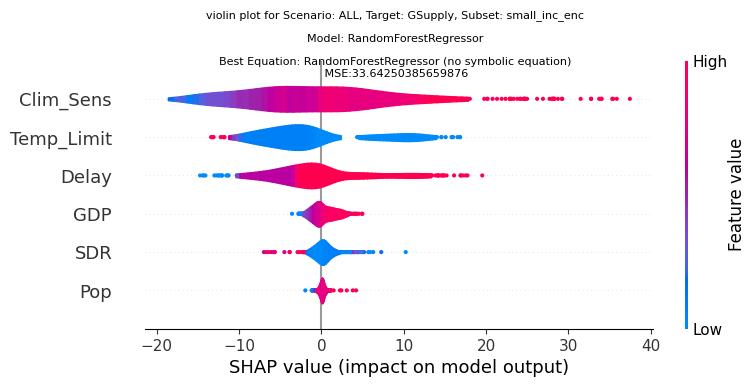 violin plot for Scenario: ALL, Target: GSupply, Subset: small_inc_enc
Model: RandomForestRegressor
Best Equation: RandomForestRegressor (no symbolic equation)
MSE:33.64250385659876
High
Clim_Sens
Temp_Limit
Delay
GDP
SDR
Pop
Feature value
Low
−20 −10 0 10 20 30 40
SHAP value (impact on model output)